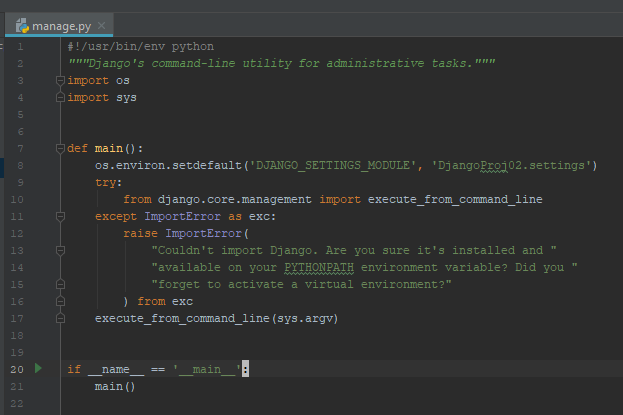 manage.py
1 #!/usr/bin/env python
2 """Django's command-line utility for administrative tasks."""
3 import os
4 import sys
5
6
7 def main():
8     os.environ.setdefault('DJANGO_SETTINGS_MODULE', 'DjangoProj02.settings')
9     try:
10         from django.core.management import execute_from_command_line
11     except ImportError as exc:
12         raise ImportError(
13             "Couldn't import Django. Are you sure it's installed and "
14             "available on your PYTHONPATH environment variable? Did you "
15             "forget to activate a virtual environment?"
16         ) from exc
17     execute_from_command_line(sys.argv)
18
19
20 if __name__ == '__main__':
21     main()
22